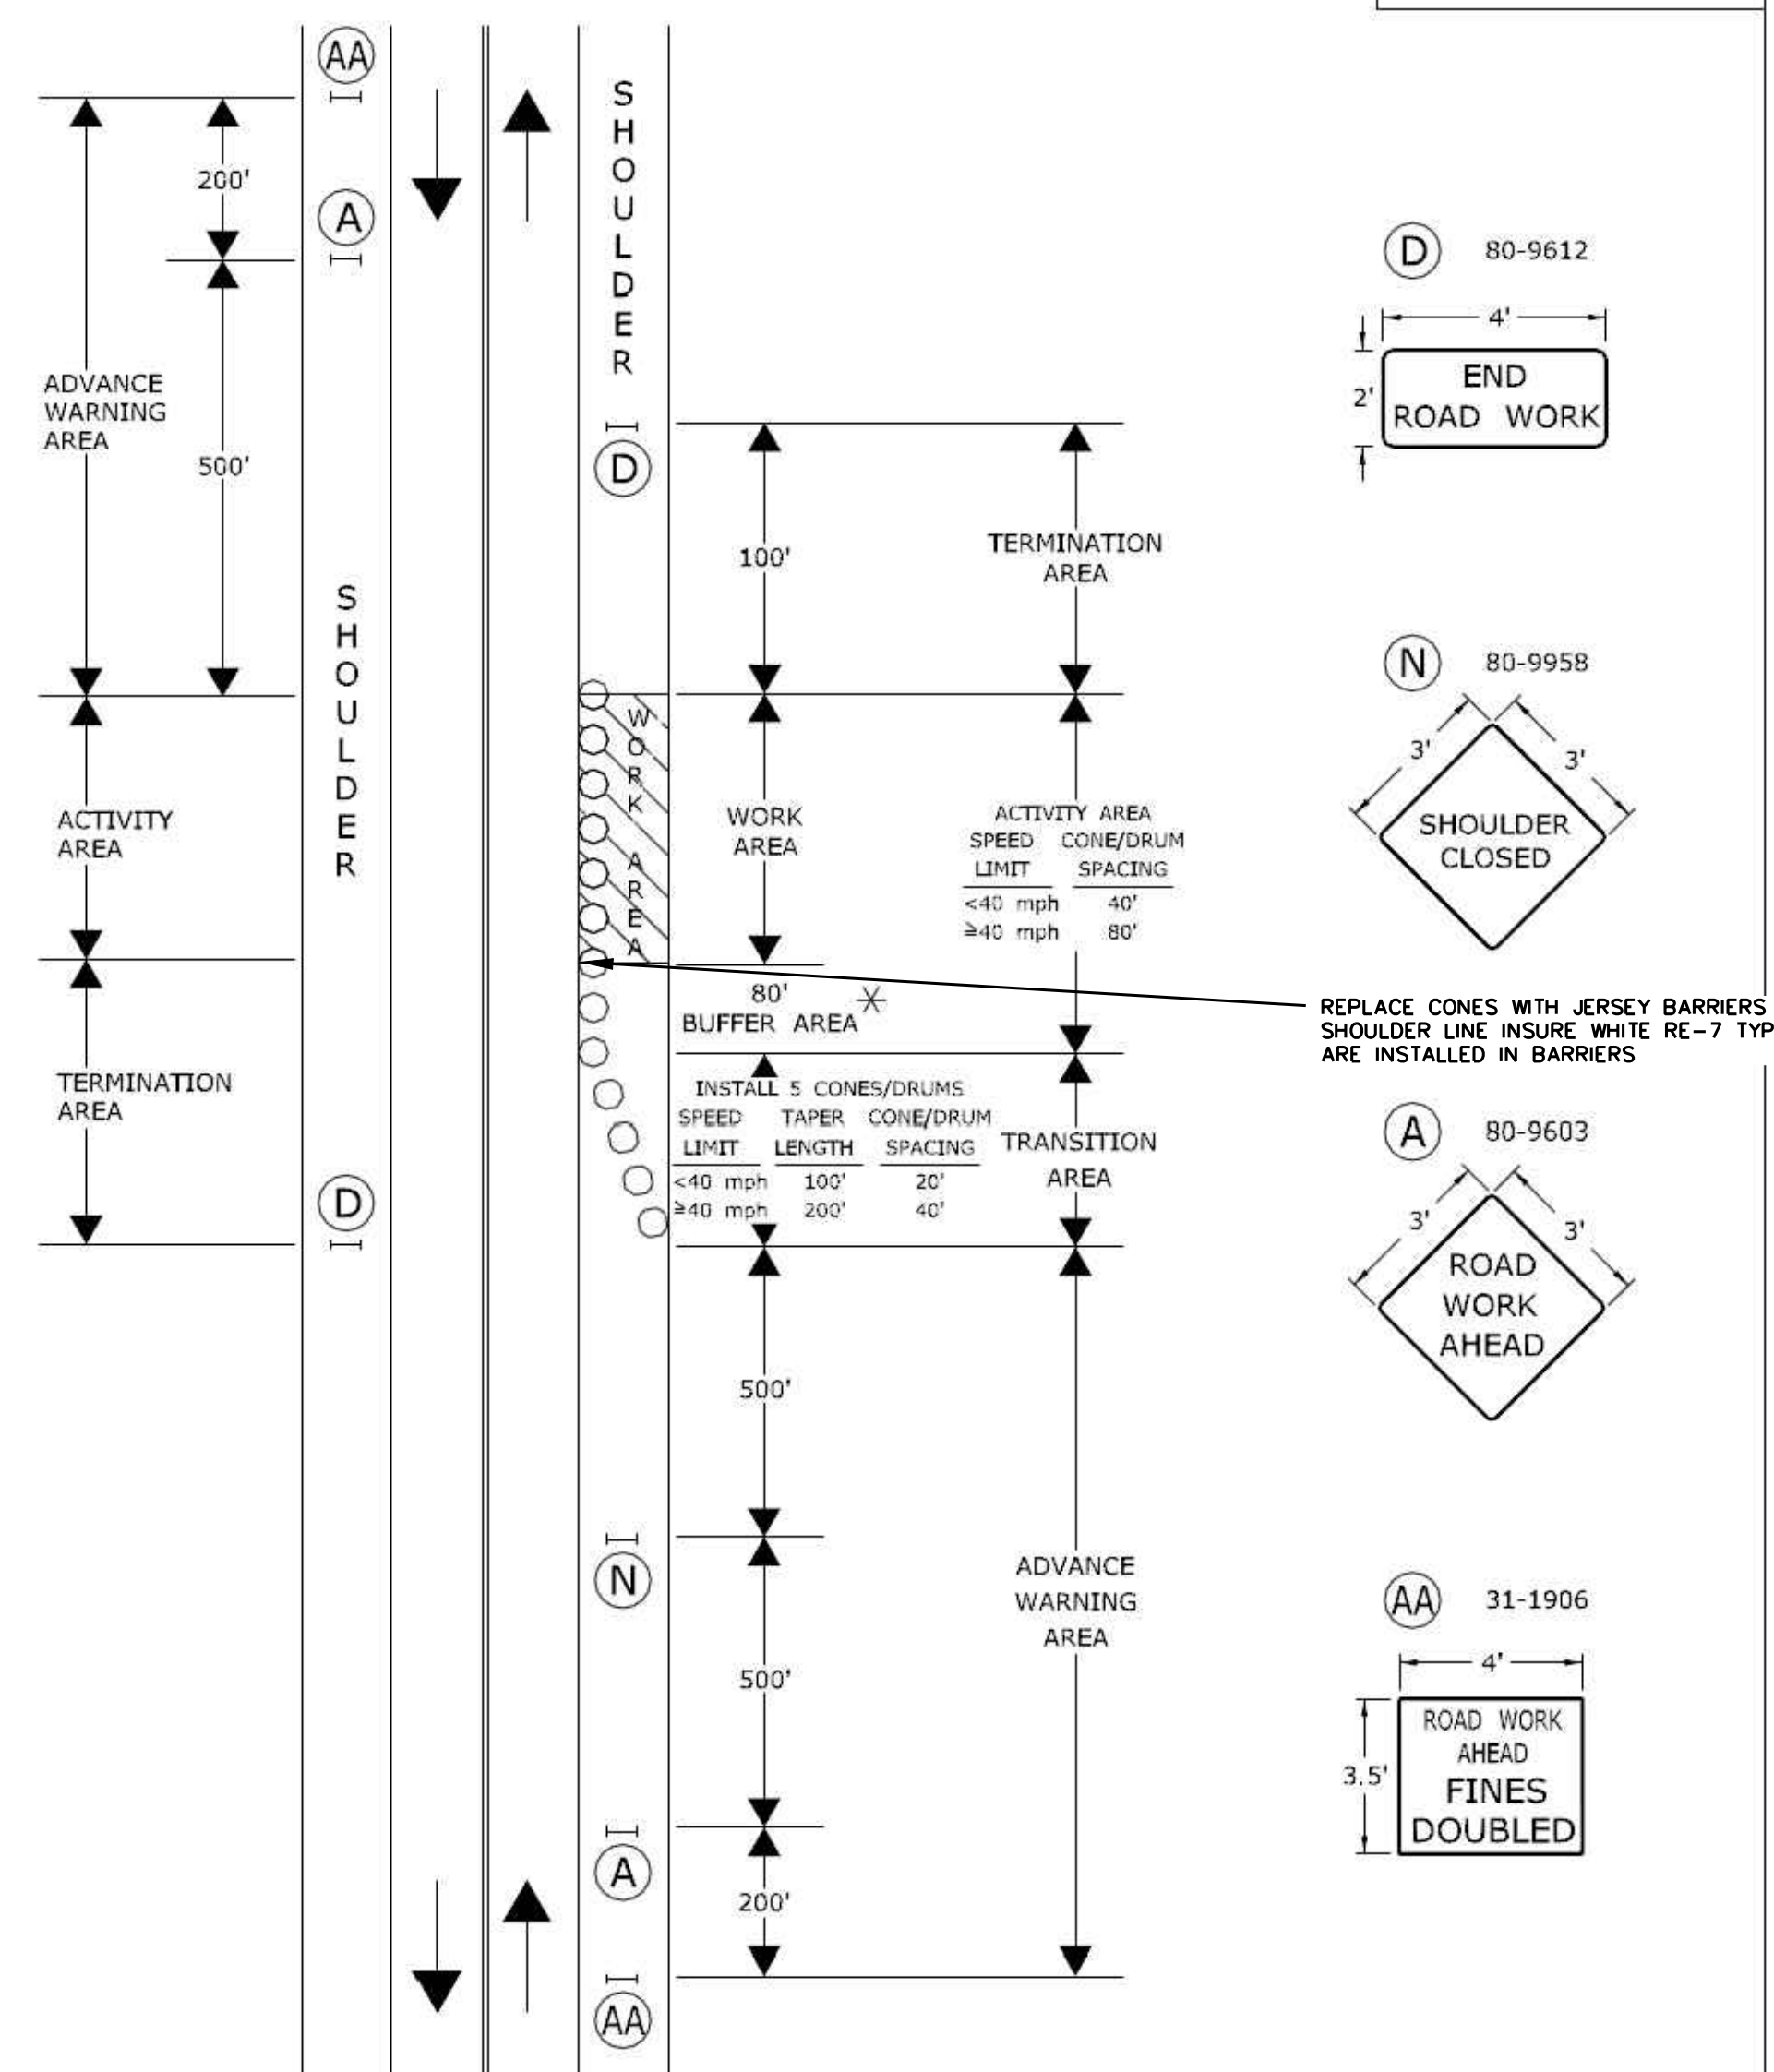 AA
200'
A
500'
ADVANCE
WARNING
AREA
SHOULDER
ACTIVITY
AREA
TERMINATION
AREA
D
SHOULDER
D
100'
TERMINATION
AREA
WORK AREA
WORK
AREA
ACTIVITY AREA
SPEED CONE/DRUM
LIMIT SPACING
<40 mph 40'
≧40 mph 80'
80' *
BUFFER AREA
INSTALL 5 CONES/DRUMS
SPEED TAPER CONE/DRUM
LIMIT LENGTH SPACING
<40 mph 100' 20'
≧40 mph 200' 40'
TRANSITION
AREA
500'
N
500'
ADVANCE
WARNING
AREA
A
200'
AA
D 80-9612
4'
2'
END
ROAD WORK
N 80-9958
3' 3'
SHOULDER
CLOSED
REPLACE CONES WITH JERSEY BARRIERS
SHOULDER LINE INSURE WHITE RE-7 TYP
ARE INSTALLED IN BARRIERS
A 80-9603
3' 3'
ROAD
WORK
AHEAD
AA 31-1906
4'
3.5'
ROAD WORK
AHEAD
FINES
DOUBLED